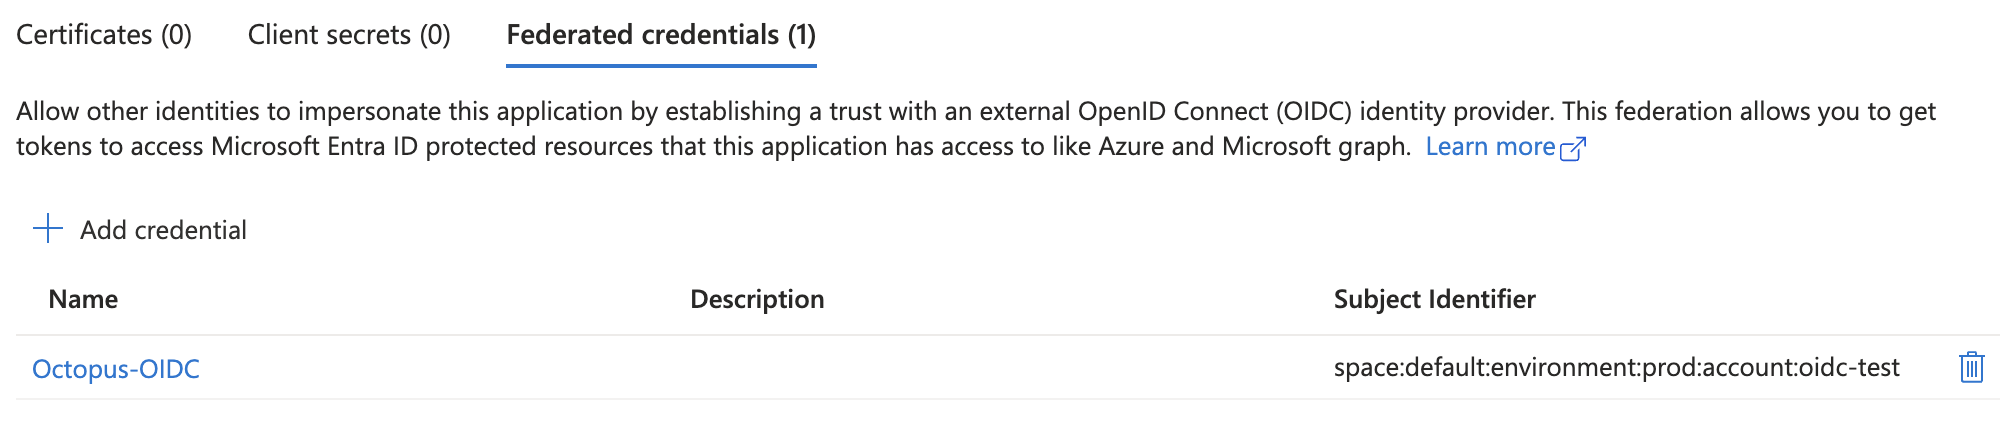 Certificates (0) Client secrets (0) Federated credentials (1)
Allow other identities to impersonate this application by establishing a trust with an external OpenID Connect (OIDC) identity provider. This federation allows you to get
tokens to access Microsoft Entra ID protected resources that this application has access to like Azure and Microsoft graph. Learn more
Add credential
Name Description Subject Identifier
Octopus-OIDC space:default:environment:prod:account:oidc-test